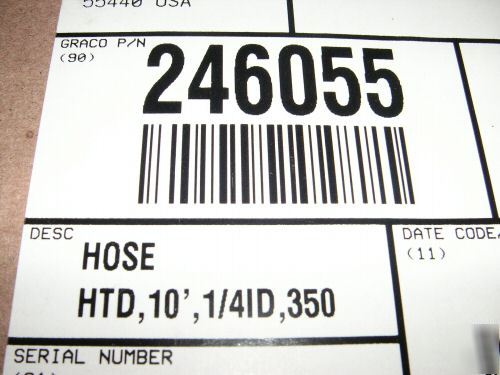 55440 USA
GRACO P/N
(90)
246055
DESC
HOSE
HTD,10',1/4ID,350
DATE CODE
(11)
SERIAL NUMBER